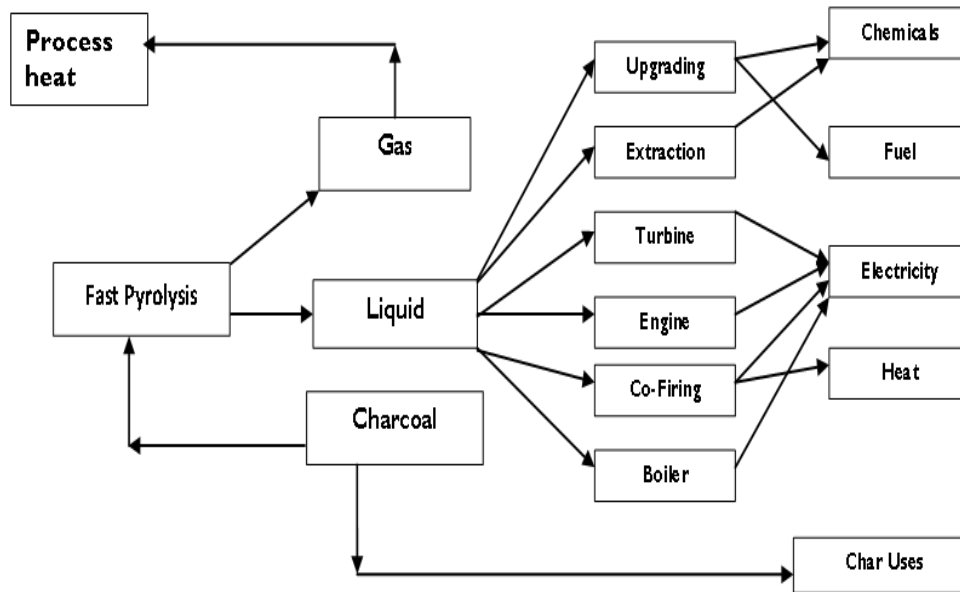 Process
heat
Gas
Fast Pyrolysis
Liquid
Charcoal
Upgrading
Extraction
Turbine
Engine
Co-Firing
Boiler
Chemicals
Fuel
Electricity
Heat
Char Uses